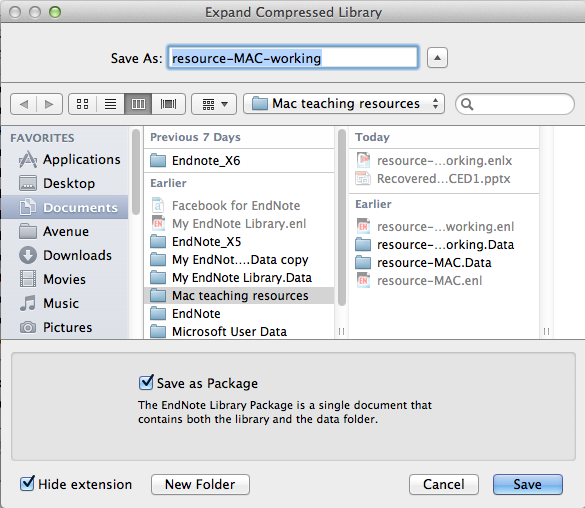 Expand Compressed Library
Save As: resource-MAC-working
Mac teaching resources
FAVORITES
Applications
Desktop
Documents
Avenue
Downloads
Movies
Music
Pictures
Previous 7 Days
Endnote_X6
Earlier
Facebook for EndNote
My EndNote Library.enl
EndNote_X5
My EndNot....Data copy
My EndNote Library.Data
Mac teaching resources
EndNote
Microsoft User Data
Today
resource-...orking.enlx
Recovered...CED1.pptx
Earlier
resource-...working.enl
resource-...orking.Data
resource-MAC.Data
resource-MAC.enl
Save as Package
The EndNote Library Package is a single document that
contains both the library and the data folder.
Hide extension
New Folder
Cancel
Save